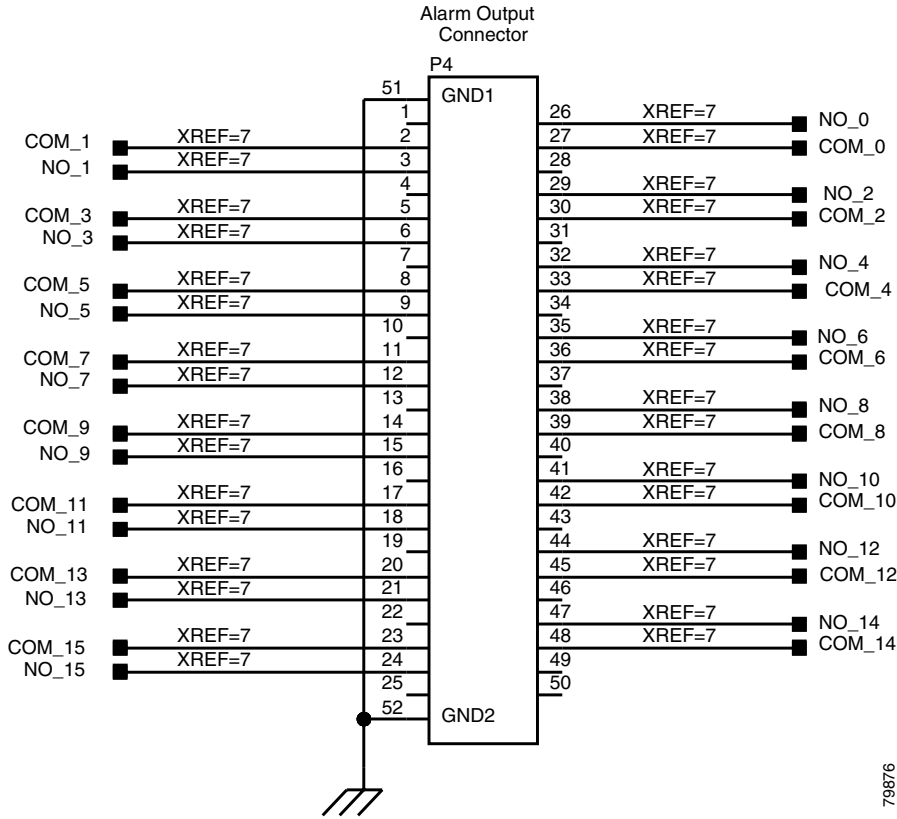 Alarm Output
Connector
P4
51 GND1
1 26 XREF=7 NO_0
COM_1 XREF=7 2 27 XREF=7 COM_0
NO_1 XREF=7 3 28
4 29 XREF=7 NO_2
COM_3 XREF=7 5 30 XREF=7 COM_2
NO_3 XREF=7 6 31
7 32 XREF=7 NO_4
COM_5 XREF=7 8 33 XREF=7 COM_4
NO_5 XREF=7 9 34
10 35 XREF=7 NO_6
COM_7 XREF=7 11 36 XREF=7 COM_6
NO_7 XREF=7 12 37
13 38 XREF=7 NO_8
COM_9 XREF=7 14 39 XREF=7 COM_8
NO_9 XREF=7 15 40
16 41 XREF=7 NO_10
COM_11 XREF=7 17 42 XREF=7 COM_10
NO_11 XREF=7 18 43
19 44 XREF=7 NO_12
COM_13 XREF=7 20 45 XREF=7 COM_12
NO_13 XREF=7 21 46
22 47 XREF=7 NO_14
COM_15 XREF=7 23 48 XREF=7 COM_14
NO_15 XREF=7 24 49
25 50
52 GND2
79876